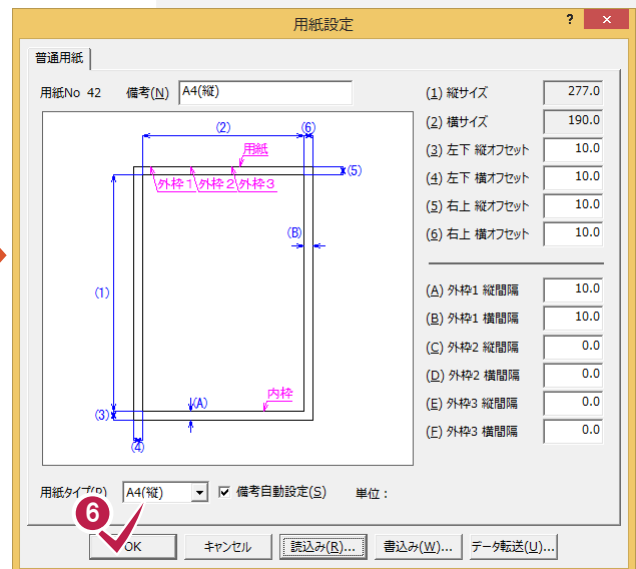 用紙設定
? ×
普通用紙
用紙No 42 備考(N) A4(縦)
(1) 縦サイズ 277.0
(2) 横サイズ 190.0
(3) 左下 縦オフセット 10.0
(4) 左下 横オフセット 10.0
(5) 右上 縦オフセット 10.0
(6) 右上 横オフセット 10.0
(A) 外枠1 縦間隔 10.0
(B) 外枠1 横間隔 10.0
(C) 外枠2 縦間隔 0.0
(D) 外枠2 横間隔 0.0
(E) 外枠3 縦間隔 0.0
(F) 外枠3 横間隔 0.0
(2) (6)
用紙
(5)
外枠1 外枠2 外枠3
(B)
(1)
内枠
(A)
(3)
(4)
用紙タイプ(P) A4(縦) 備考自動設定(S) 単位：
6
OK キャンセル 読込み(R)... 書込み(W)... データ転送(U)...